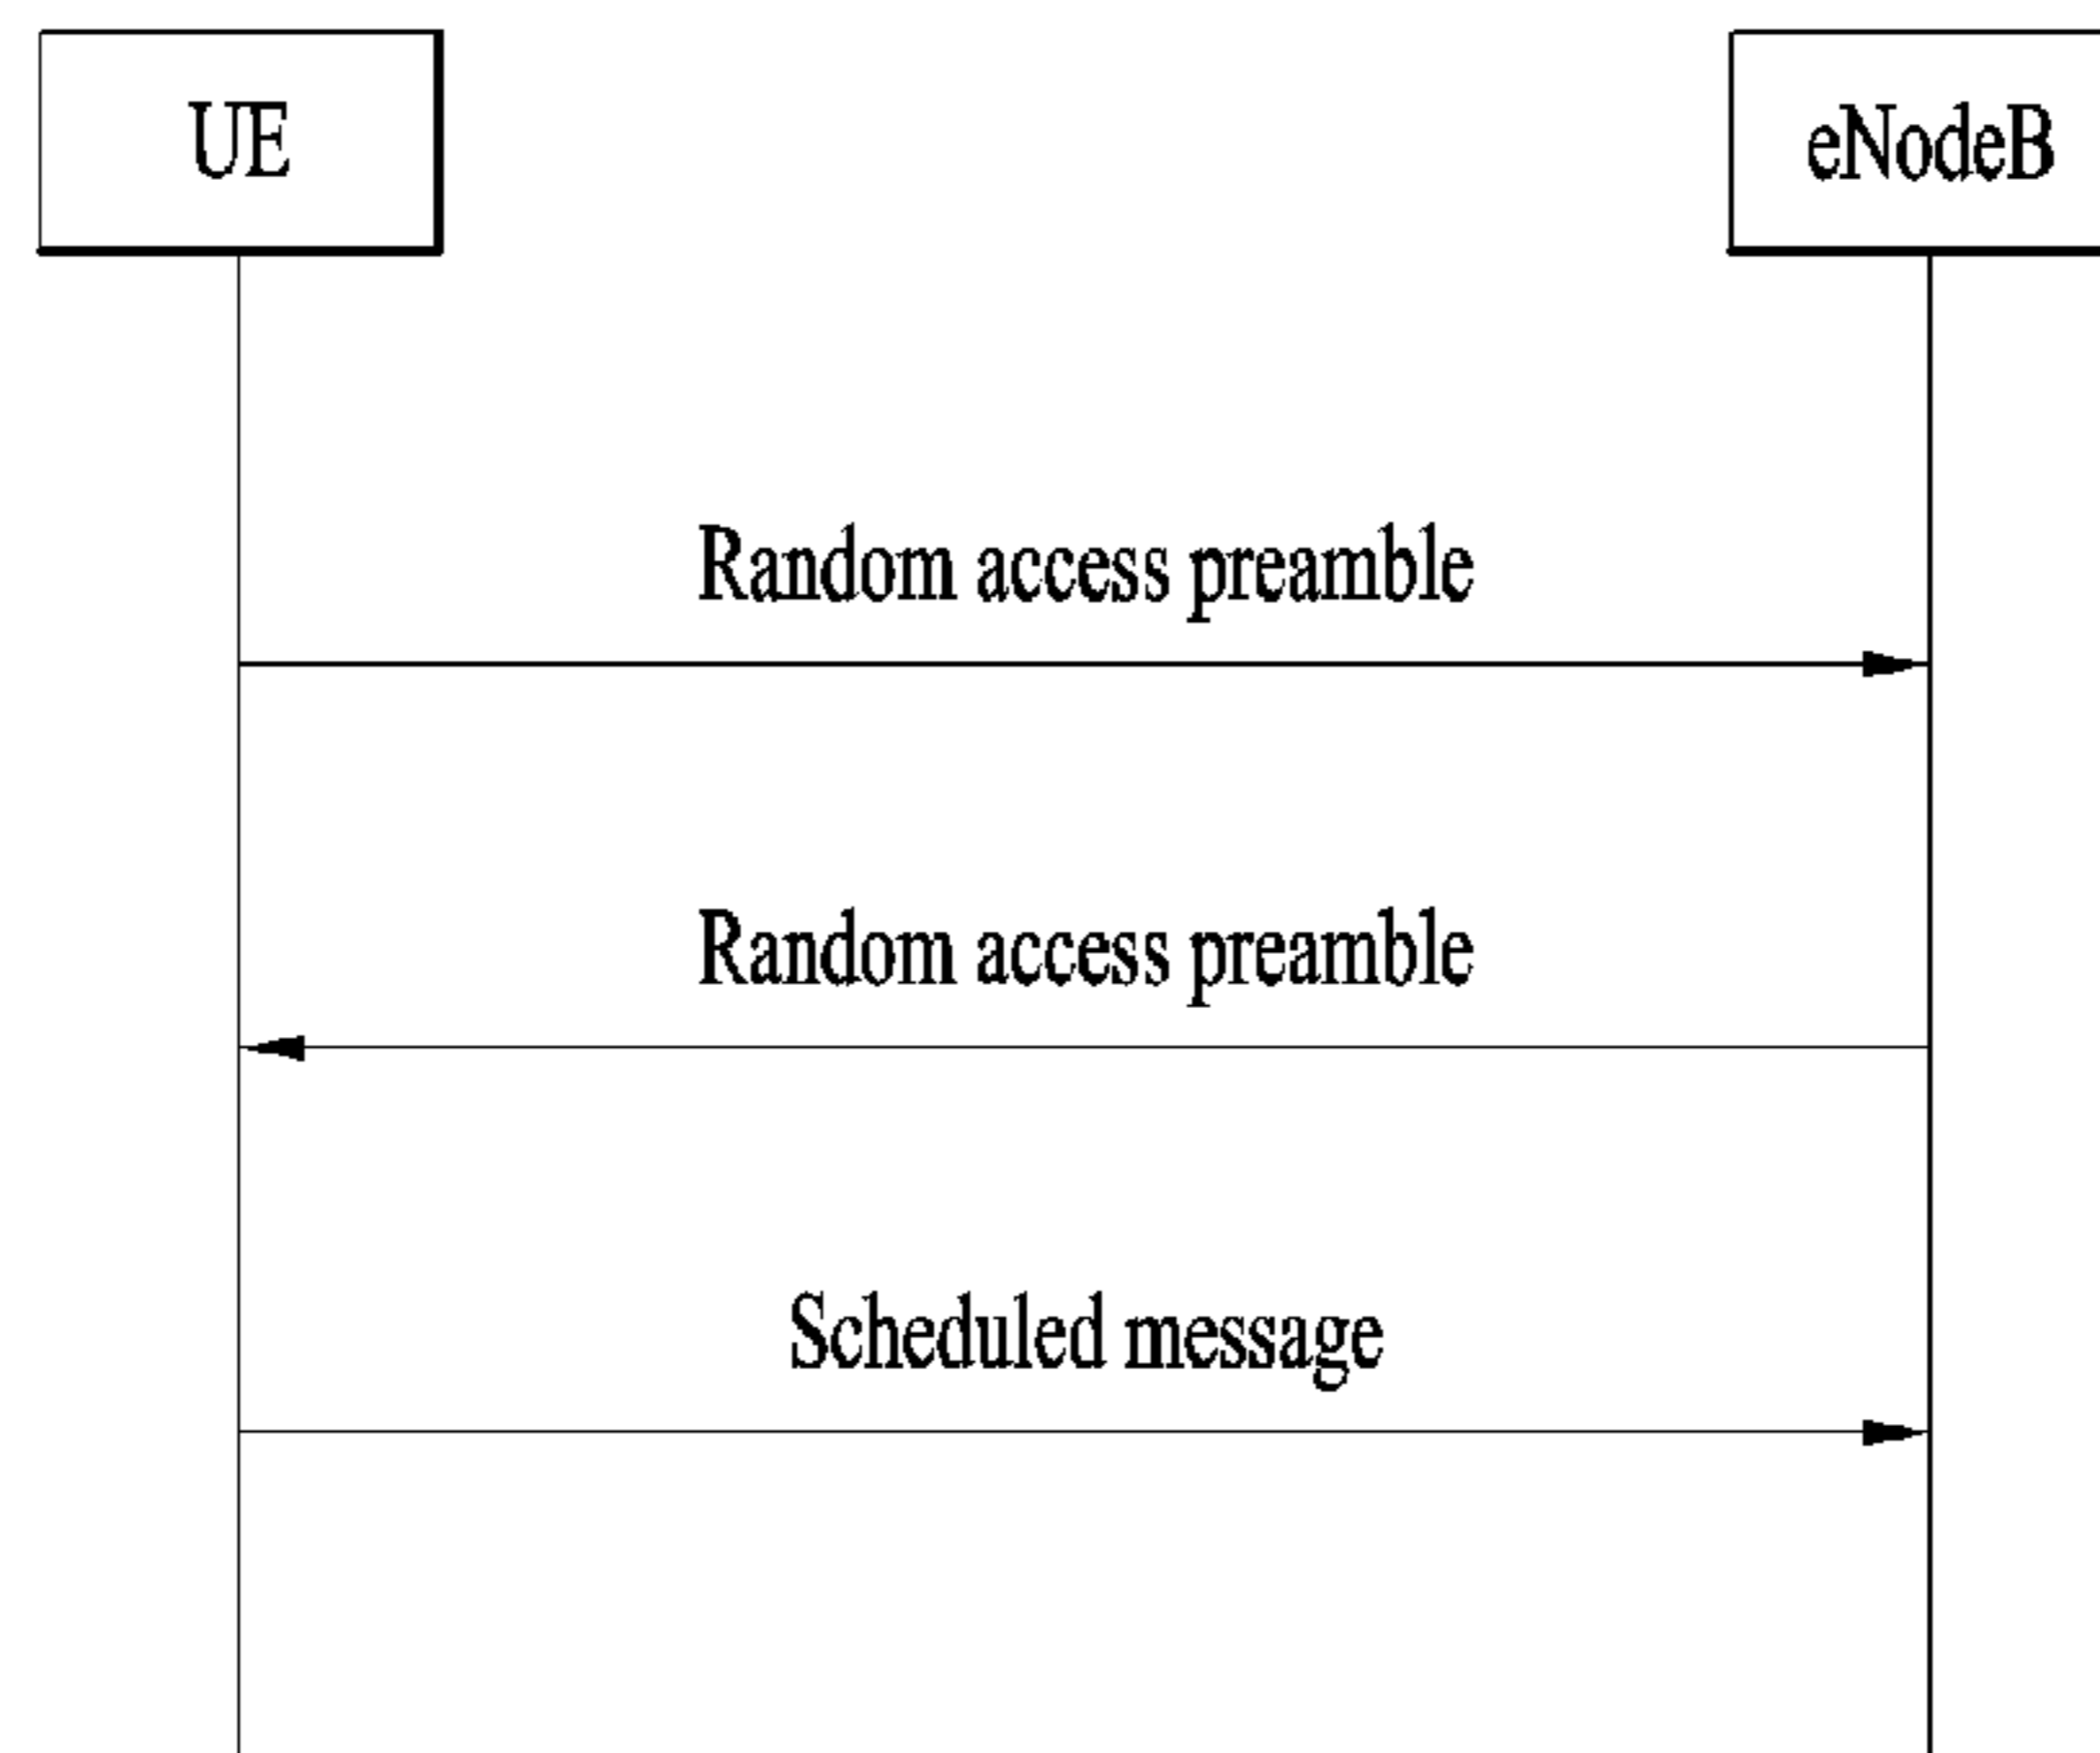 UE
eNodeB
Random access preamble
Random access preamble
Scheduled message